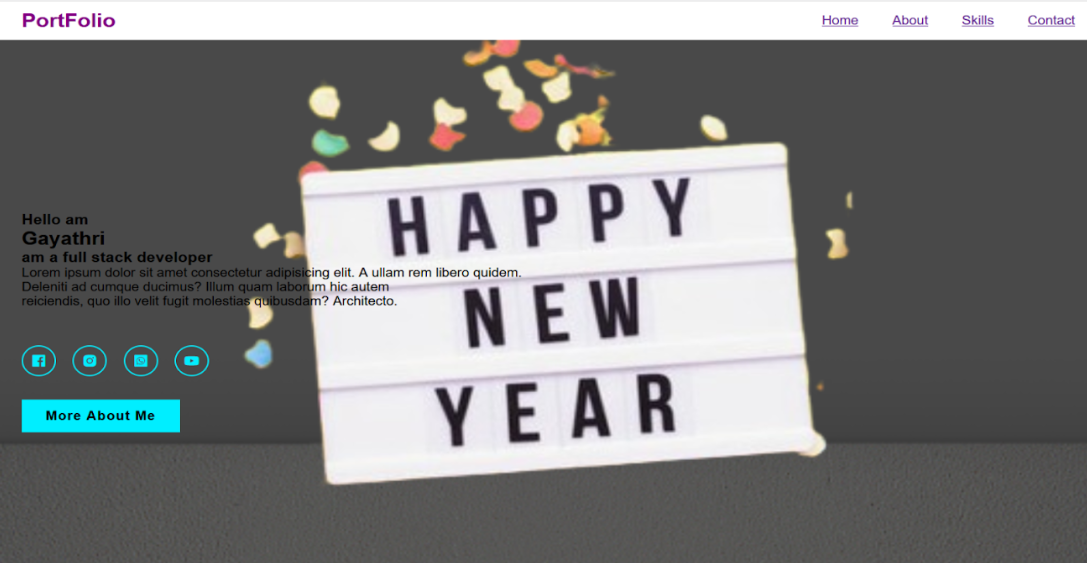 PortFolio
Home About Skills Contact
HAPPY
NEW
YEAR
Hello am
Gayathri
am a full stack developer
Lorem ipsum dolor sit amet consectetur adipisicing elit. A ullam rem libero quidem.
Deleniti ad cumque ducimus? Illum quam laborum hic autem
reiciendis, quo illo velit fugit molestias quibusdam? Architecto.
More About Me